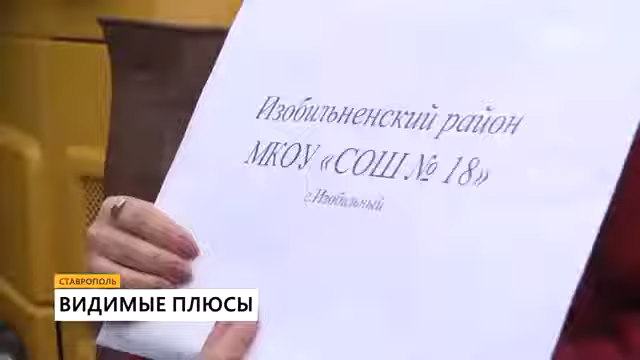 Изобильненский район
МКОУ «СОШ № 18»
г.Изобильный
СТАВРОПОЛЬ
ВИДИМЫЕ ПЛЮСЫ